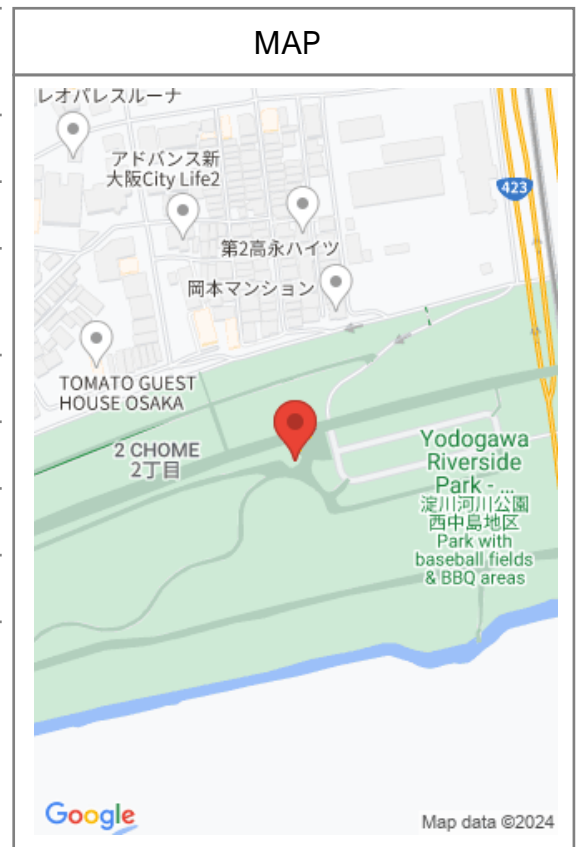 MAP
レオパレスルーナ
アドバンス新
大阪City Life2
423
第2高永ハイツ
岡本マンション
TOMATO GUEST
HOUSE OSAKA
2 CHOME
2丁目
Yodogawa
Riverside
Park - ...
淀川河川公園
西中島地区
Park with
baseball fields
& BBQ areas
Google
Map data ©2024